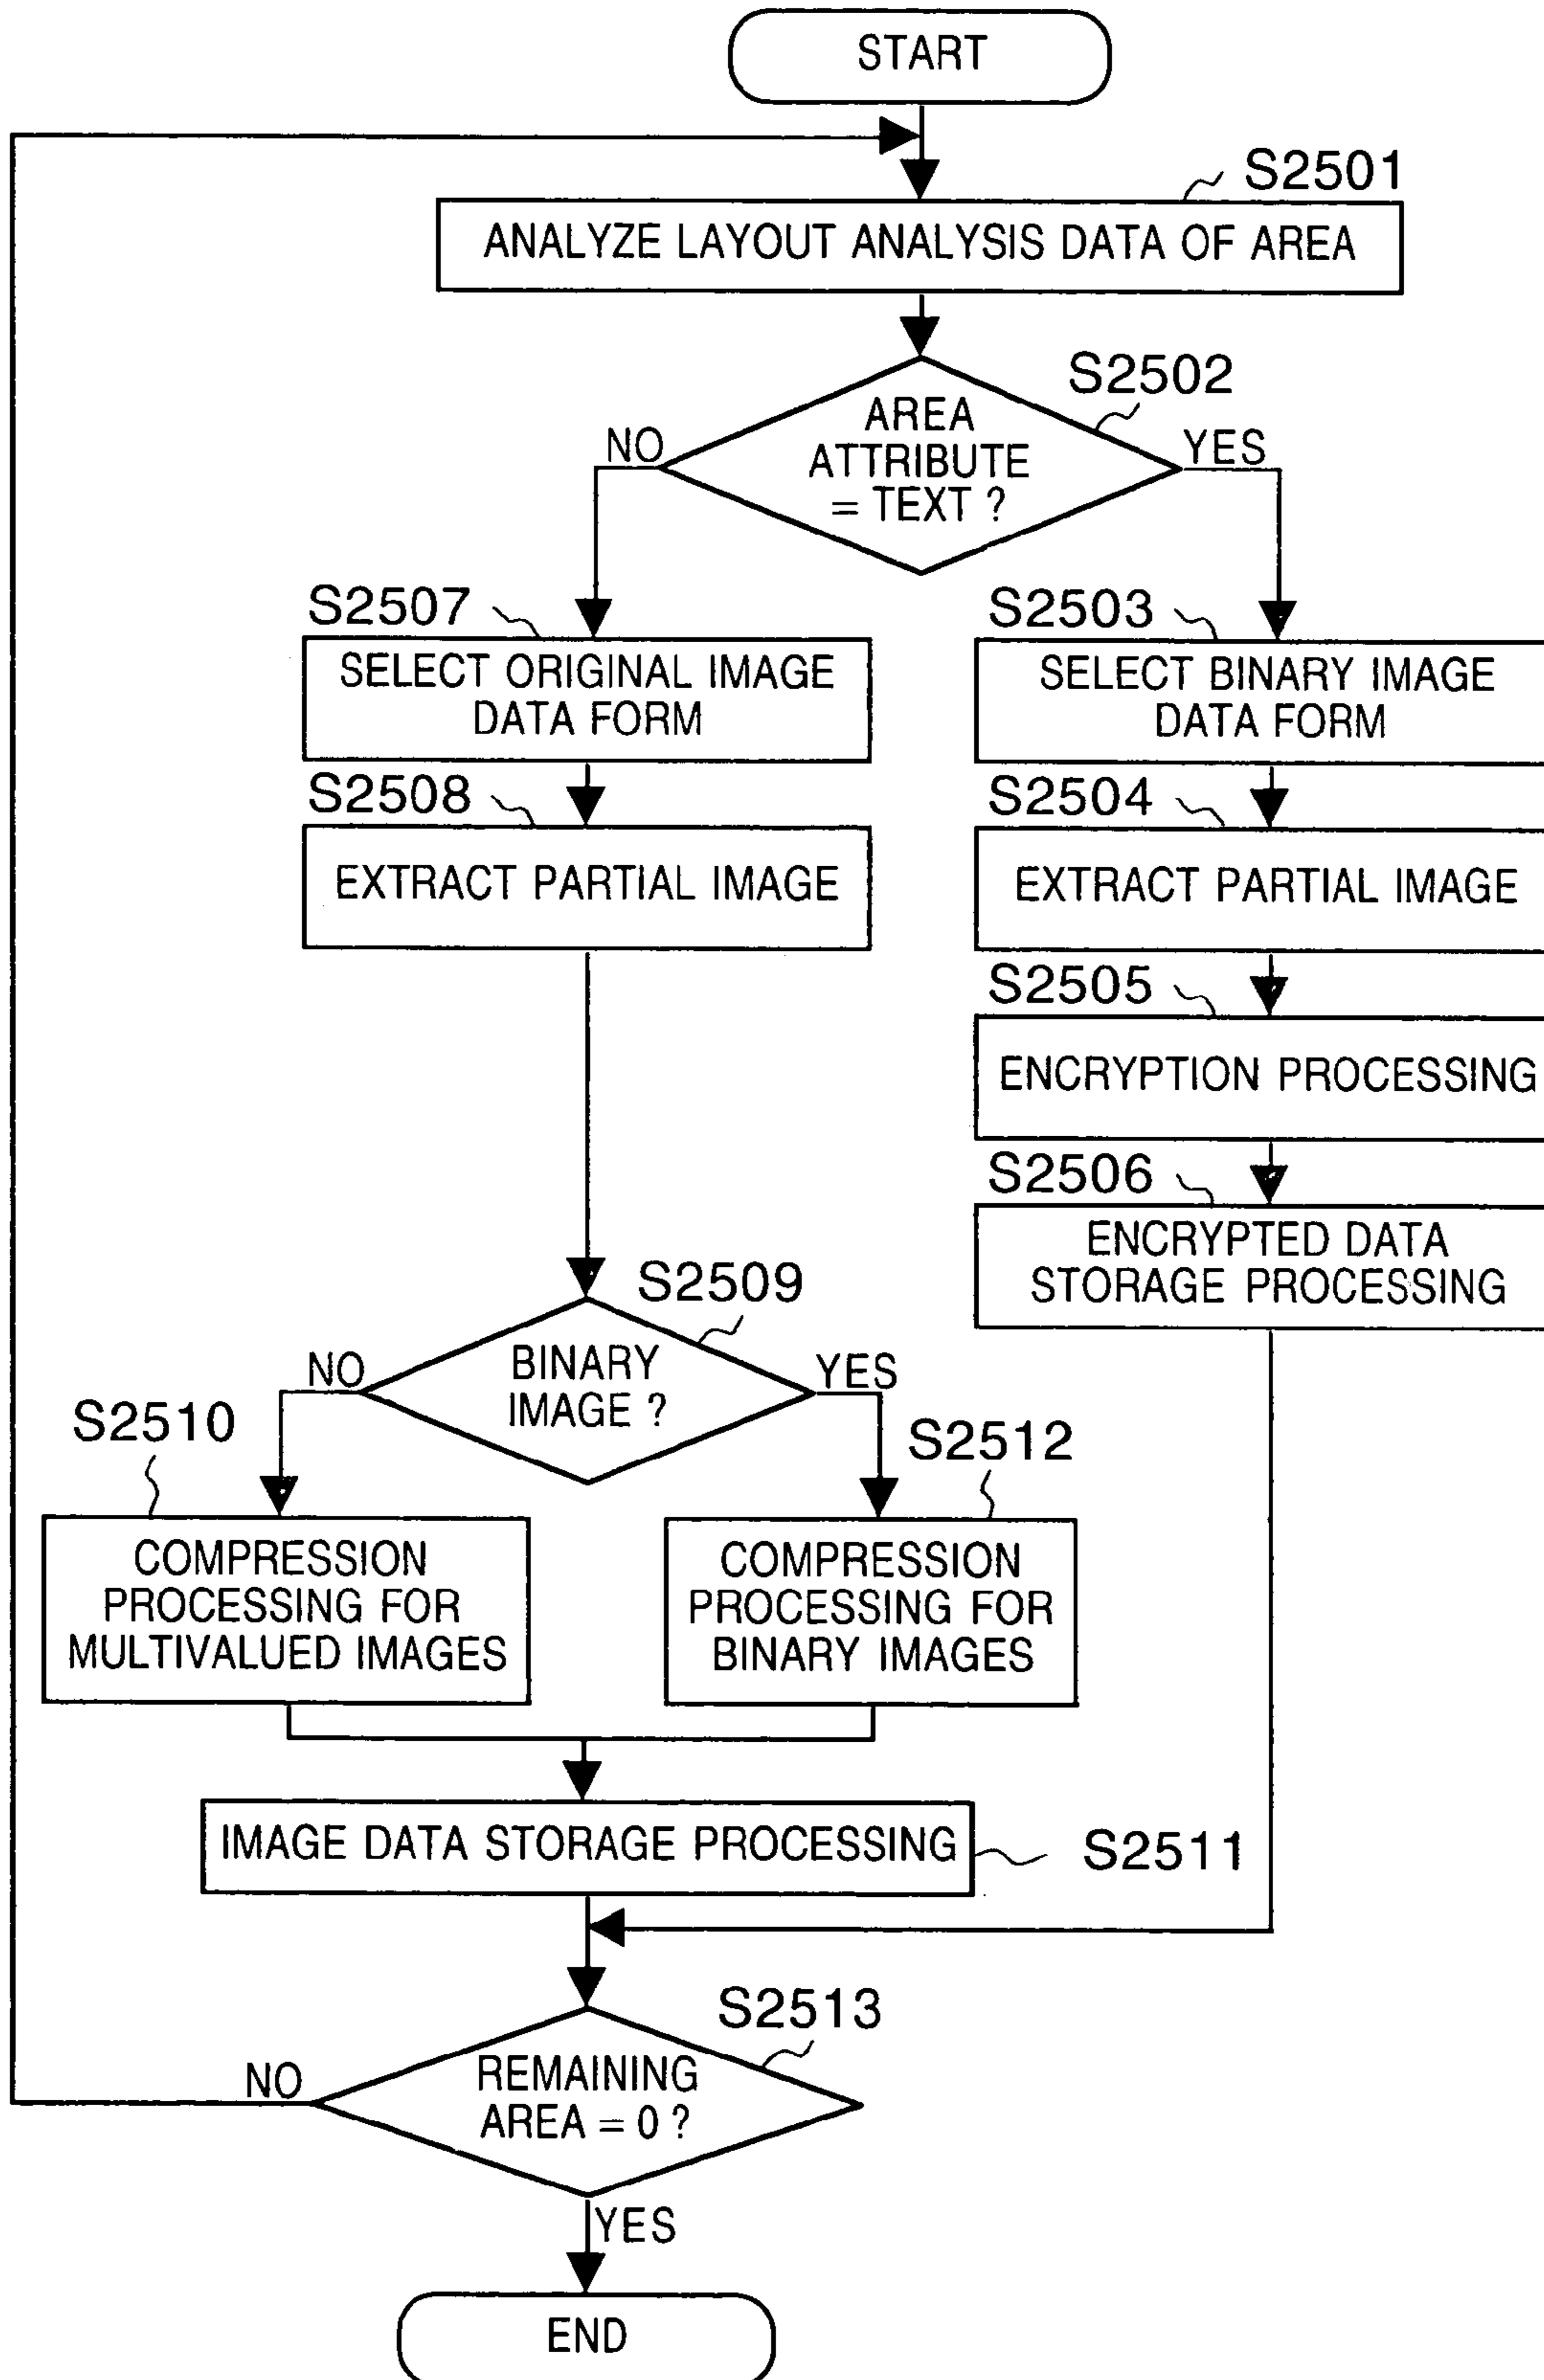 START
S2501
ANALYZE LAYOUT ANALYSIS DATA OF AREA
S2502
AREA
ATTRIBUTE
= TEXT ?
NO
YES
S2507
SELECT ORIGINAL IMAGE
DATA FORM
S2503
SELECT BINARY IMAGE
DATA FORM
S2508
EXTRACT PARTIAL IMAGE
S2504
EXTRACT PARTIAL IMAGE
S2505
ENCRYPTION PROCESSING
S2506
ENCRYPTED DATA
STORAGE PROCESSING
S2509
BINARY
IMAGE ?
NO
YES
S2510
COMPRESSION
PROCESSING FOR
MULTIVALUED IMAGES
S2512
COMPRESSION
PROCESSING FOR
BINARY IMAGES
IMAGE DATA STORAGE PROCESSING
S2511
S2513
REMAINING
AREA = 0 ?
NO
YES
END